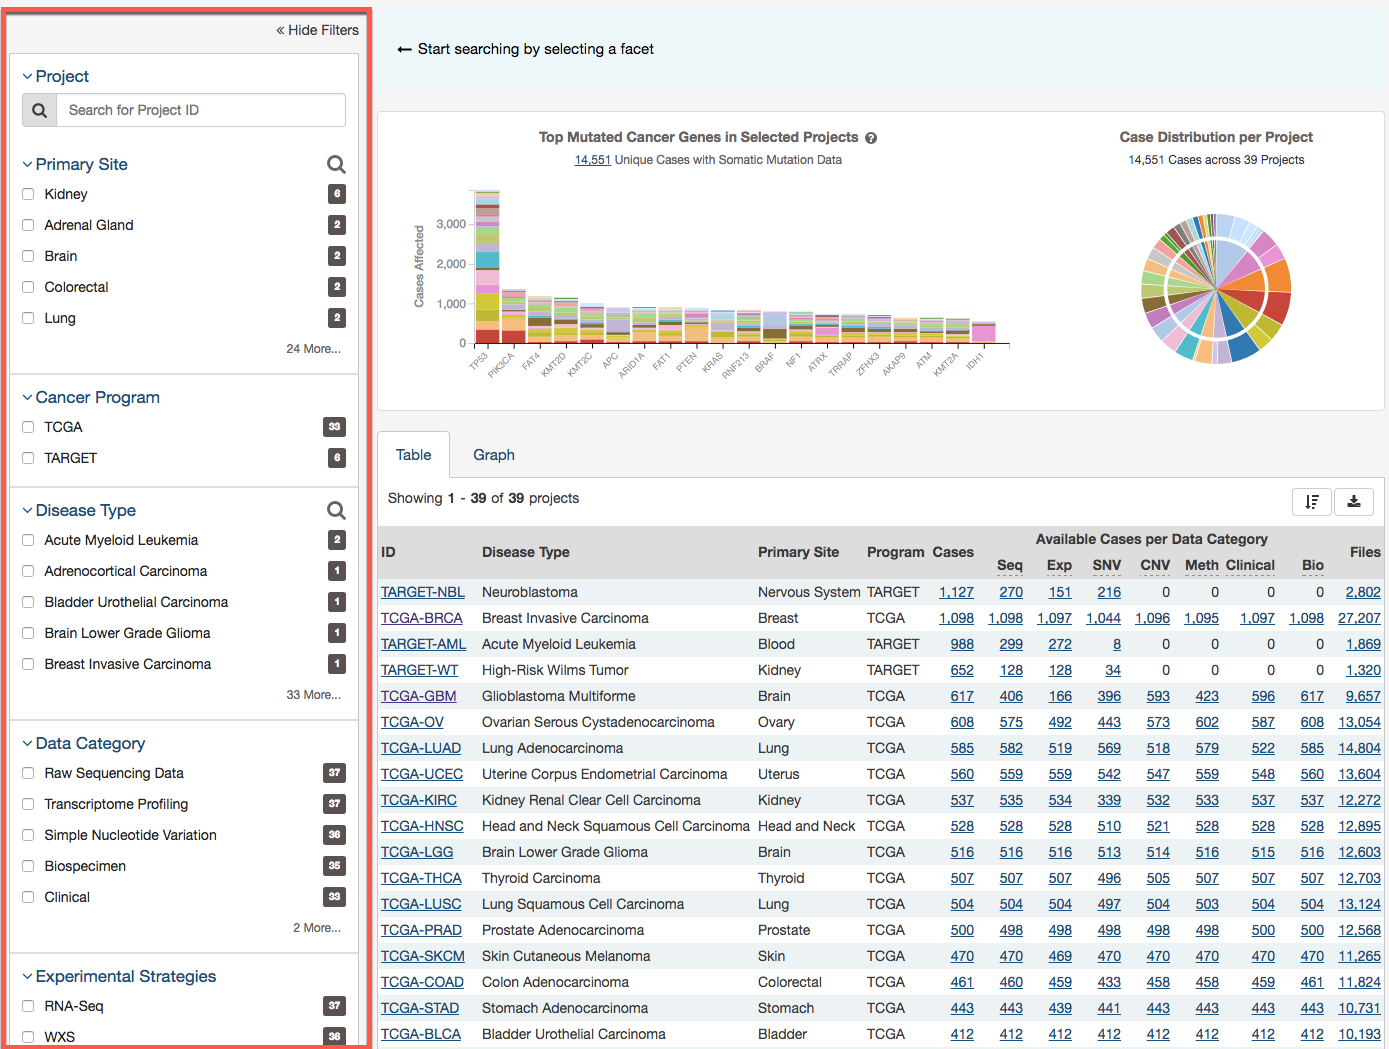 « Hide Filters
Project
Search for Project ID
Primary Site
Kidney 6
Adrenal Gland 2
Brain 2
Colorectal 2
Lung 2
24 More...
Cancer Program
TCGA 33
TARGET 6
Disease Type
Acute Myeloid Leukemia 2
Adrenocortical Carcinoma 1
Bladder Urothelial Carcinoma 1
Brain Lower Grade Glioma 1
Breast Invasive Carcinoma 1
33 More...
Data Category
Raw Sequencing Data 37
Transcriptome Profiling 37
Simple Nucleotide Variation 36
Biospecimen 35
Clinical 33
2 More...
Experimental Strategies
RNA-Seq 37
WXS 36
← Start searching by selecting a facet
Top Mutated Cancer Genes in Selected Projects ?
14,551 Unique Cases with Somatic Mutation Data
Cases Affected
3,000
2,000
1,000
0
TP53 PIK3CA FAT4 KMT2D KMT2C APC ARID1A FAT1 PTEN KRAS RNF213 BRAF NF1 ATRX TRRAP ZFHX3 AKAP9 ATM KMT2A IDH1
Case Distribution per Project
14,551 Cases across 39 Projects
Table Graph
Showing 1 - 39 of 39 projects
Available Cases per Data Category
ID Disease Type Primary Site Program Cases Seq Exp SNV CNV Meth Clinical Bio Files
TARGET-NBL Neuroblastoma Nervous System TARGET 1,127 270 151 216 0 0 0 0 2,802
TCGA-BRCA Breast Invasive Carcinoma Breast TCGA 1,098 1,098 1,097 1,044 1,096 1,095 1,097 1,098 27,207
TARGET-AML Acute Myeloid Leukemia Blood TARGET 988 299 272 8 0 0 0 0 1,869
TARGET-WT High-Risk Wilms Tumor Kidney TARGET 652 128 128 34 0 0 0 0 1,320
TCGA-GBM Glioblastoma Multiforme Brain TCGA 617 406 166 396 593 423 596 617 9,657
TCGA-OV Ovarian Serous Cystadenocarcinoma Ovary TCGA 608 575 492 443 573 602 587 608 13,054
TCGA-LUAD Lung Adenocarcinoma Lung TCGA 585 582 519 569 518 579 522 585 14,804
TCGA-UCEC Uterine Corpus Endometrial Carcinoma Uterus TCGA 560 559 559 542 547 559 548 560 13,604
TCGA-KIRC Kidney Renal Clear Cell Carcinoma Kidney TCGA 537 535 534 339 532 533 537 537 12,272
TCGA-HNSC Head and Neck Squamous Cell Carcinoma Head and Neck TCGA 528 528 528 510 521 528 528 528 12,895
TCGA-LGG Brain Lower Grade Glioma Brain TCGA 516 516 516 513 514 516 515 516 12,603
TCGA-THCA Thyroid Carcinoma Thyroid TCGA 507 507 507 496 505 507 507 507 12,703
TCGA-LUSC Lung Squamous Cell Carcinoma Lung TCGA 504 504 504 497 504 503 504 504 13,124
TCGA-PRAD Prostate Adenocarcinoma Prostate TCGA 500 498 498 498 498 498 500 500 12,568
TCGA-SKCM Skin Cutaneous Melanoma Skin TCGA 470 470 469 470 470 470 470 470 11,265
TCGA-COAD Colon Adenocarcinoma Colorectal TCGA 461 460 459 433 458 458 459 461 11,824
TCGA-STAD Stomach Adenocarcinoma Stomach TCGA 443 443 439 441 443 443 443 443 10,731
TCGA-BLCA Bladder Urothelial Carcinoma Bladder TCGA 412 412 412 412 412 412 412 412 10,193